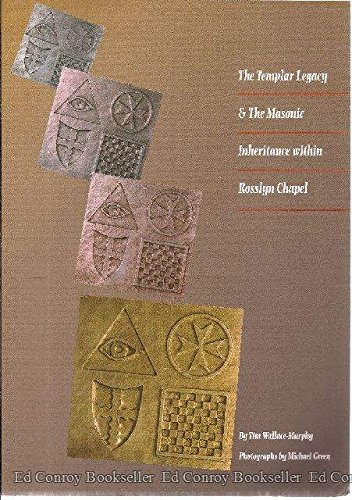 The Templar Legacy
& The Masonic
Inheritance within
Rosslyn Chapel
By Tim Wallace-Murphy
Photographs by Michael Green
Ed Conroy Bookseller Ed Conroy Bookseller Ed Conroy Bookseller